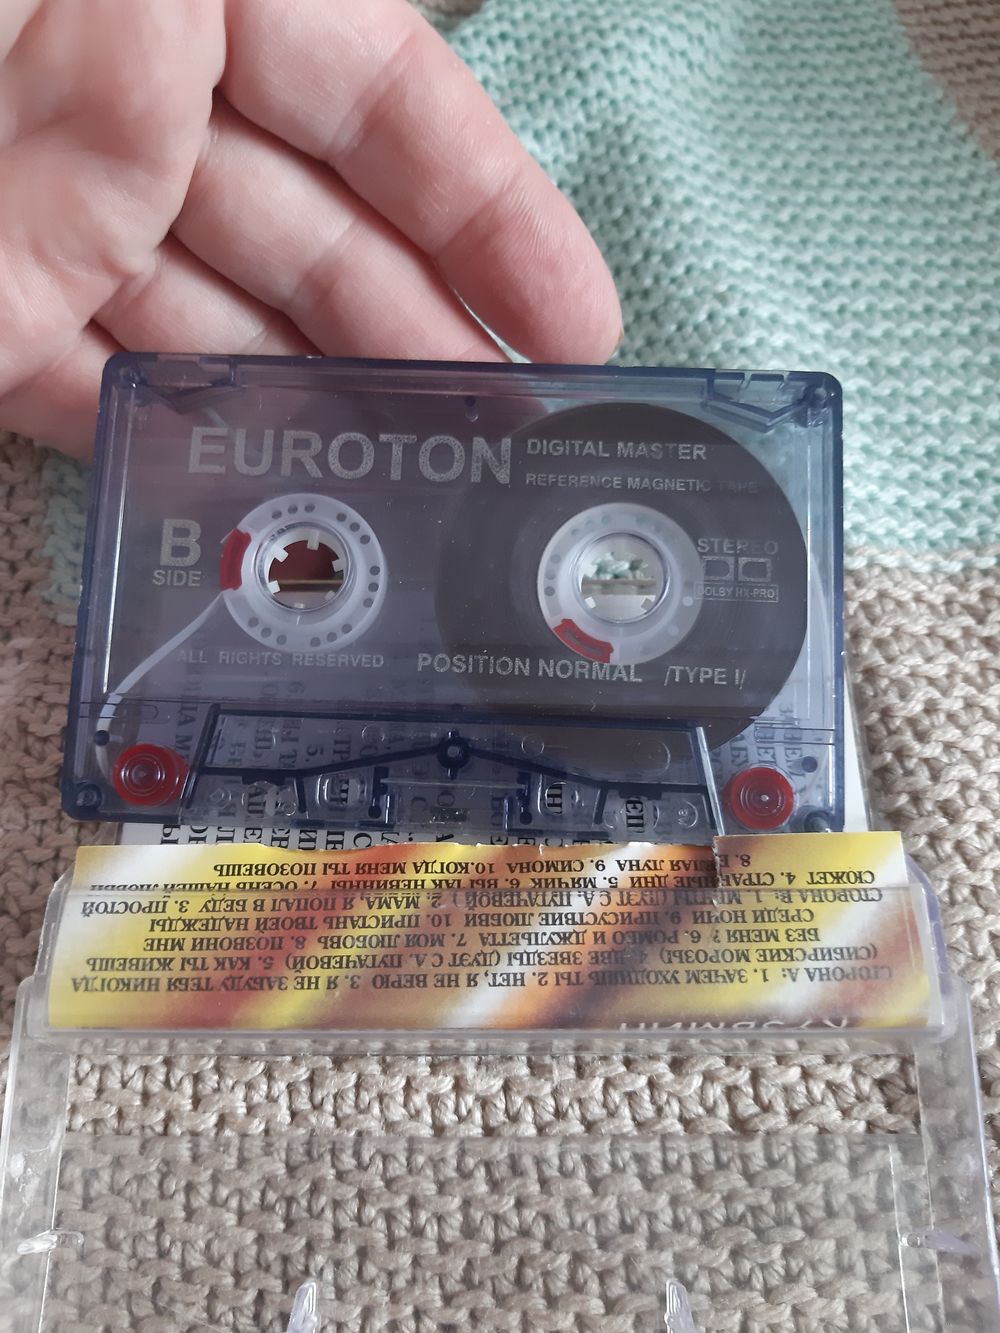 EUROTON
DIGITAL MASTER
REFERENCE MAGNETIC TAPE
B
SIDE
STEREO
DOLBY HX-PRO
ALL RIGHTS RESERVED
POSITION NORMAL /TYPE I/
КУЗЬМИН
СТОРОНА А: 1. ЗАЧЕМ УХОДИШЬ ТЫ 2. НЕТ, Я НЕ ВЕРЮ 3. Я НЕ ЗАБУДУ ТЕБЯ НИКОГДА
(СИБИРСКИЕ МОРОЗЫ) 4. ДВЕ ЗВЕЗДЫ (ДУЭТ С А. ПУГАЧЕВОЙ) 5. КАК ТЫ ЖИВЕШЬ
БЕЗ МЕНЯ ? 6. РОМЕО И ДЖУЛЬЕТТА 7. МОЯ ЛЮБОВЬ 8. ПОЗВОНИ МНЕ
СРЕДИ НОЧИ 9. ПРИСУТСТВИЕ ЛЮБВИ 10. ПРИСТАНЬ ТВОЕЙ НАДЕЖДЫ
СТОРОНА В: 1. МЕНТЫ (ДУЭТ С А. ПУГАЧЕВОЙ) 2. МАМА, Я ПОПАЛ В БЕДУ 3. ПРОСТОЙ
СЮЖЕТ 4. СТРАННЫЕ ДНИ 5. МЯЧИК 6. ВЫ ТАК НЕВИННЫ 7. ОСЕНЬ НАШЕЙ ЛЮБВИ
8. БЕЛАЯ ЛУНА 9. СИМОНА 10. КОГДА МЕНЯ ТЫ ПОЗОВЕШЬ